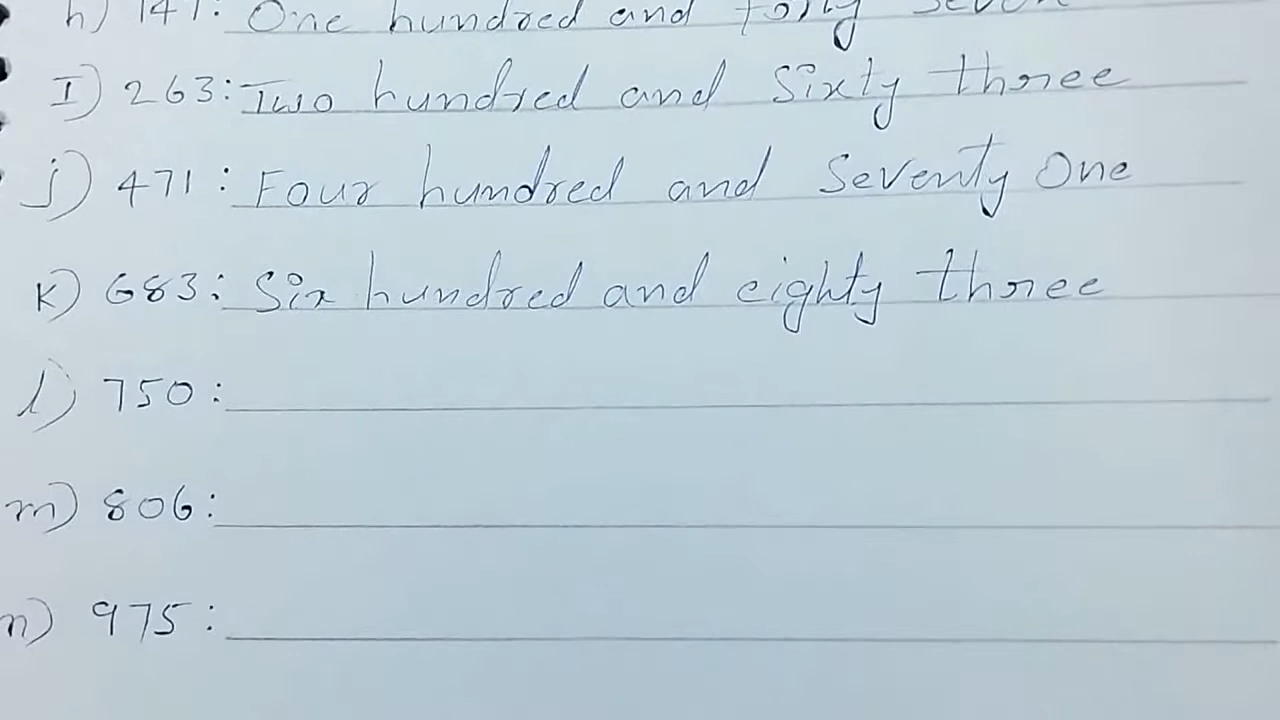 h) 147: One hundred and forty seven
I) 263: Two hundred and Sixty three
j) 471: Four hundred and Seventy One
K) 683: Six hundred and eighty three
l) 750:
m) 806:
n) 975: